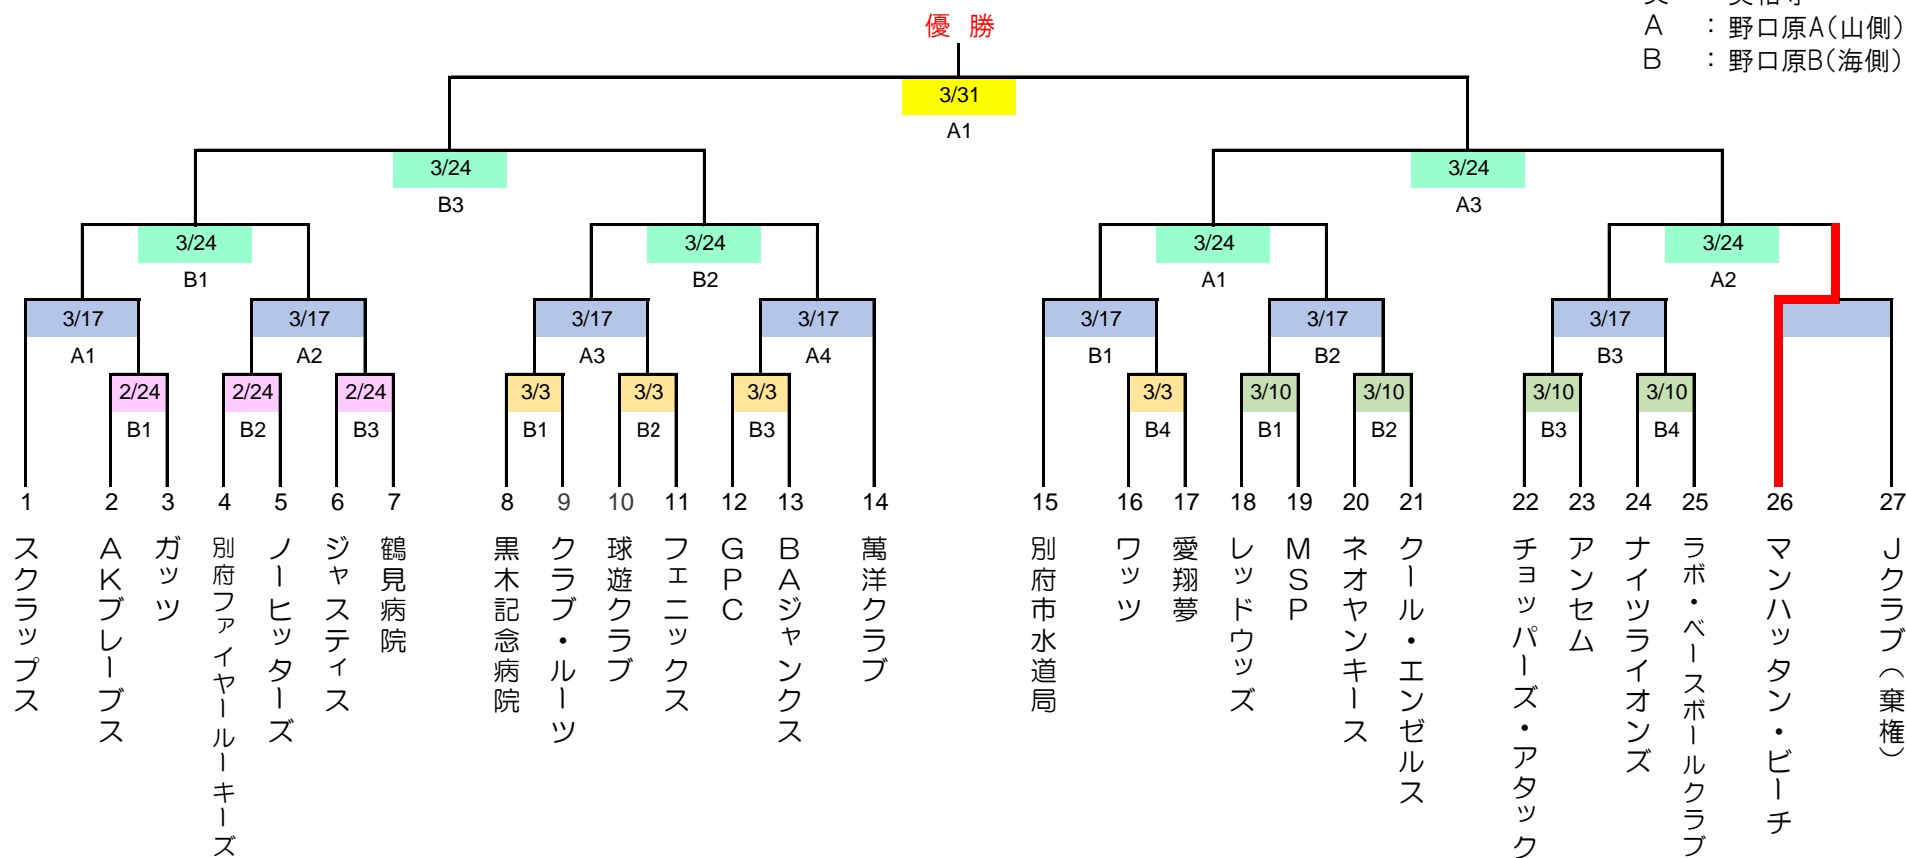 優 勝
A : 野口原A(山側)
B : 野口原B(海側)
3/31
A1
3/24
B3
3/24
A3
3/24
B1
3/24
B2
3/24
A1
3/24
A2
3/17
A1
3/17
A2
3/17
A3
3/17
A4
3/17
B1
3/17
B2
3/17
B3
2/24
B1
2/24
B2
2/24
B3
3/3
B1
3/3
B2
3/3
B3
3/3
B4
3/10
B1
3/10
B2
3/10
B3
3/10
B4
1
スクラップス
2
AKブレーブス
3
ガッツ
4
別府ファイヤールーキーズ
5
ノーヒッターズ
6
ジャスティス
7
鶴見病院
8
黒木記念病院
9
クラブ・ルーツ
10
球遊クラブ
11
フェニックス
12
GPC
13
BAジャンクス
14
萬洋クラブ
15
別府市水道局
16
ワッツ
17
愛翔夢
18
レッドウッズ
19
MSP
20
ネオヤンキース
21
クール・エンゼルス
22
チョッパーズ・アタック
23
アンセム
24
ナイツライオンズ
25
ラボ・ベースボールクラブ
26
マンハッタン・ビーチ
27
Jクラブ(棄権)